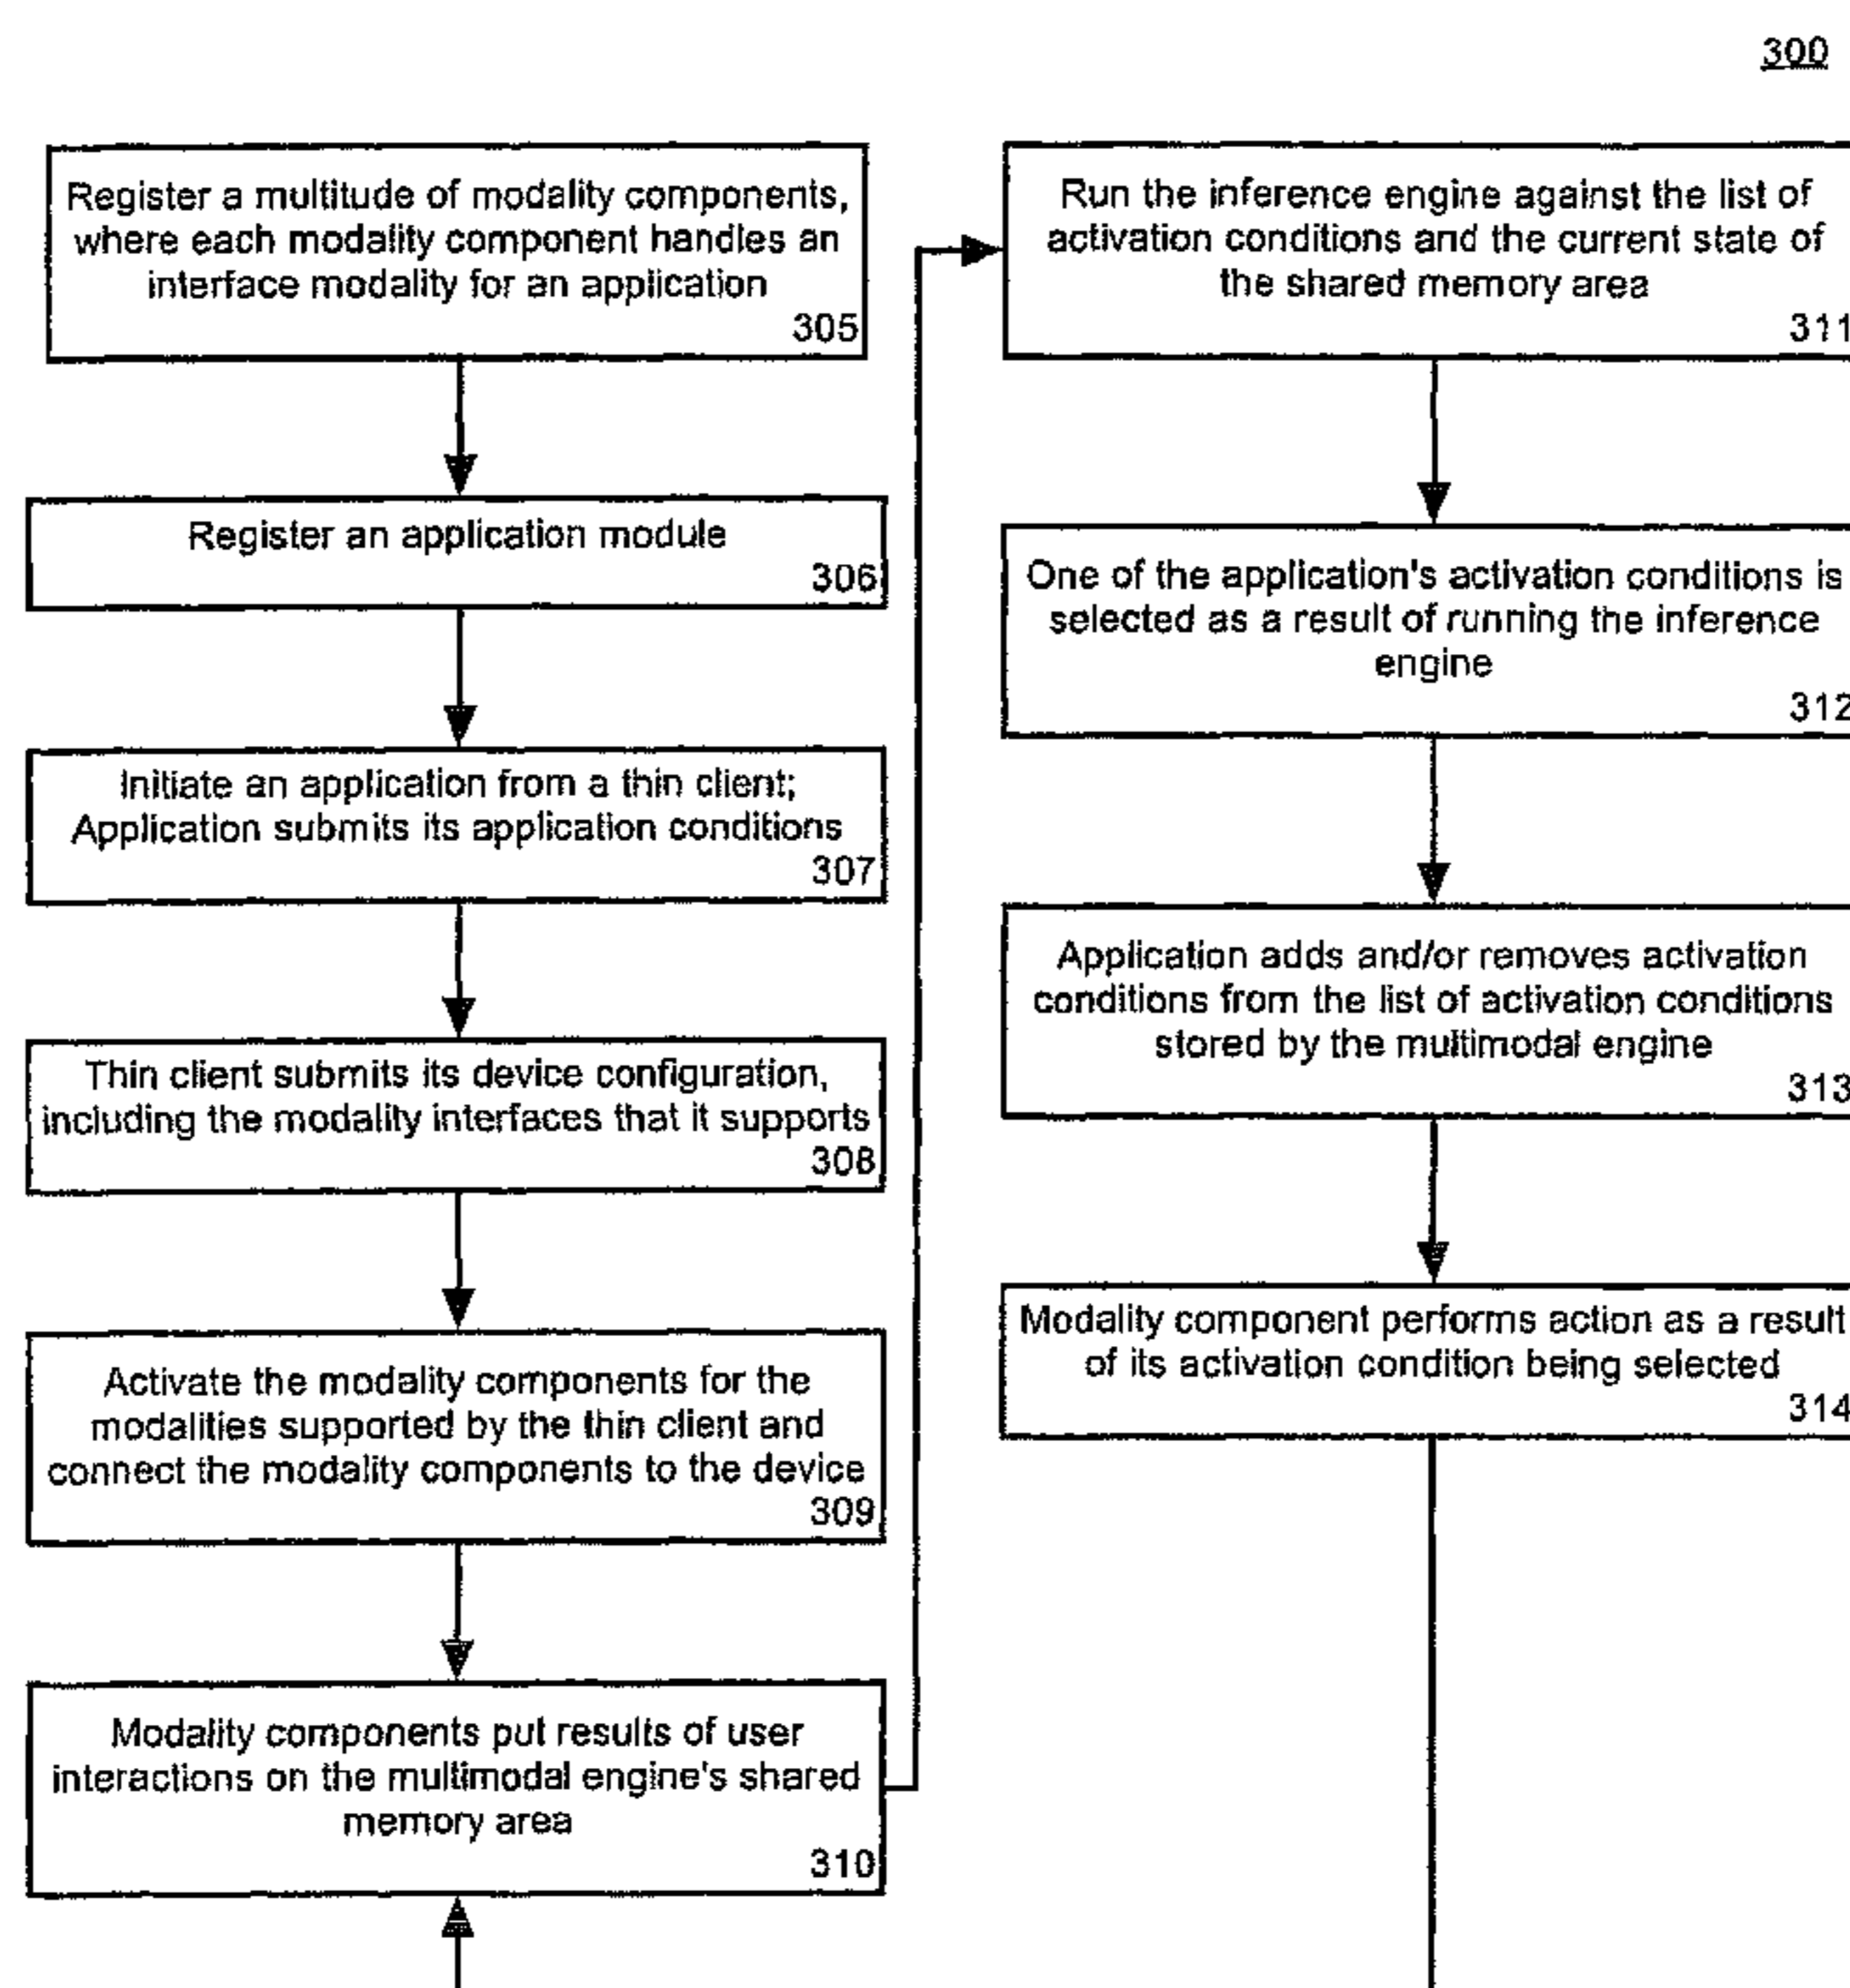 300
Register a multitude of modality components,
where each modality component handles an
interface modality for an application
305
Register an application module
306
Initiate an application from a thin client;
Application submits its application conditions
307
Thin client submits its device configuration,
including the modality interfaces that it supports
308
Activate the modality components for the
modalities supported by the thin client and
connect the modality components to the device
309
Modality components put results of user
interactions on the multimodal engine's shared
memory area
310
Run the inference engine against the list of
activation conditions and the current state of
the shared memory area
311
One of the application's activation conditions is
selected as a result of running the inference
engine
312
Application adds and/or removes activation
conditions from the list of activation conditions
stored by the multimodal engine
313
Modality component performs action as a result
of its activation condition being selected
314